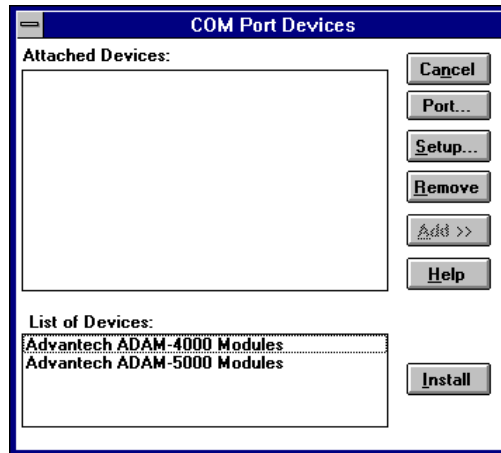 COM Port Devices
Attached Devices:
Cancel
Port...
Setup...
Remove
Add >>
Help
List of Devices:
Advantech ADAM-4000 Modules
Advantech ADAM-5000 Modules
Install